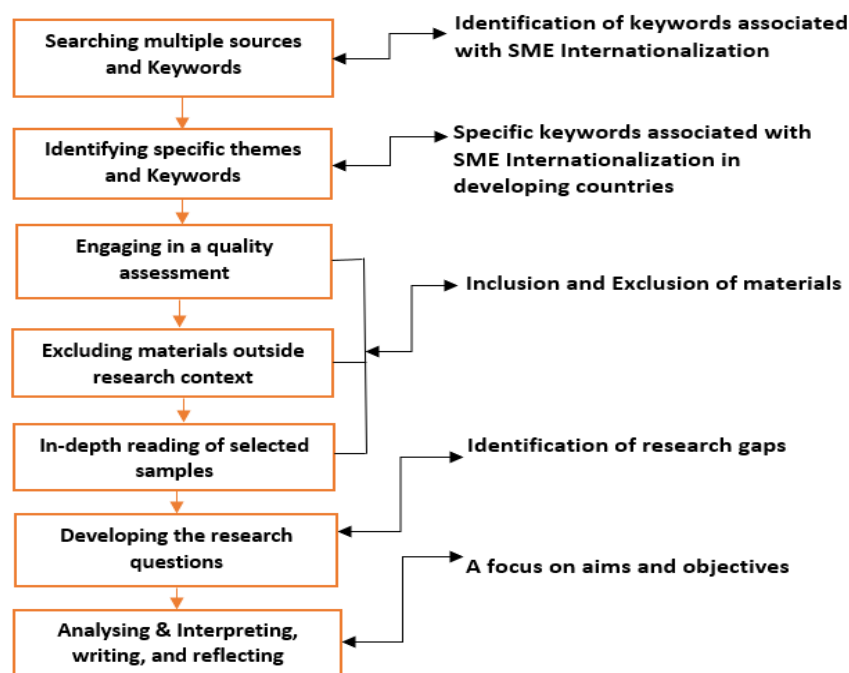 Searching multiple sources
and Keywords
Identification of keywords associated
with SME Internationalization
Identifying specific themes
and Keywords
Specific keywords associated with
SME Internationalization in
developing countries
Engaging in a quality
assessment
Inclusion and Exclusion of materials
Excluding materials outside
research context
In-depth reading of selected
samples
Identification of research gaps
Developing the research
questions
A focus on aims and objectives
Analysing & Interpreting,
writing, and reflecting